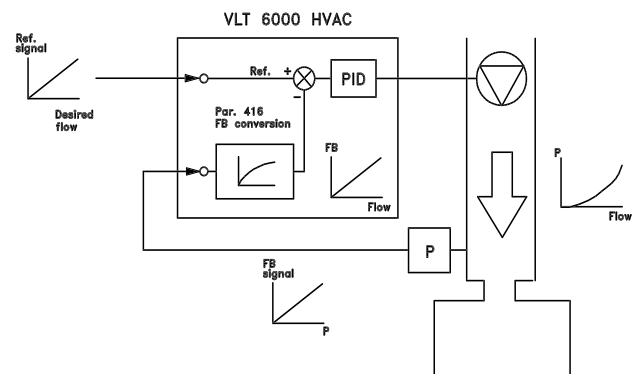 VLT 6000 HVAC
Ref.
signal
Desired
flow
Ref.
+
−
PID
Par. 416
FB conversion
FB
Flow
P
Flow
P
FB
signal
P